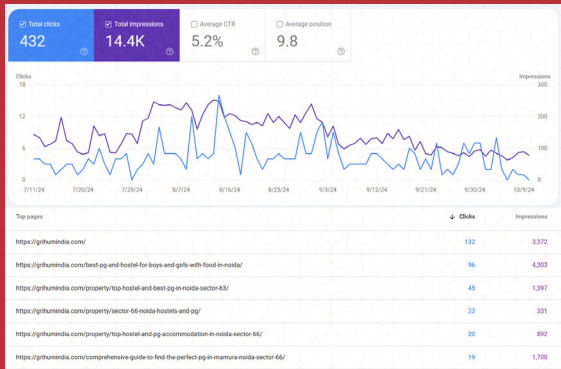 Total clicks
Total impressions
Average CTR
Average position
432
14.4K
5.2%
9.8
Clicks
Impressions
18
300
12
200
6
100
0
0
7/11/24
7/20/24
7/29/24
8/7/24
8/16/24
8/25/24
9/3/24
9/12/24
9/21/24
9/30/24
10/9/24
Top pages
Clicks
Impressions
https://grihumindia.com/
132
3,372
https://grihumindia.com/best-pg-and-hostel-for-boys-and-girls-with-food-in-noida/
96
4,303
https://grihumindia.com/property/top-hostel-and-best-pg-in-noida-sector-63/
45
1,397
https://grihumindia.com/property/sector-66-noida-hostels-and-pg/
23
331
https://grihumindia.com/property/top-hostel-and-pg-accommodation-in-noida-sector-66/
20
892
https://grihumindia.com/comprehensive-guide-to-find-the-perfect-pg-in-mamura-noida-sector-66/
19
1,700